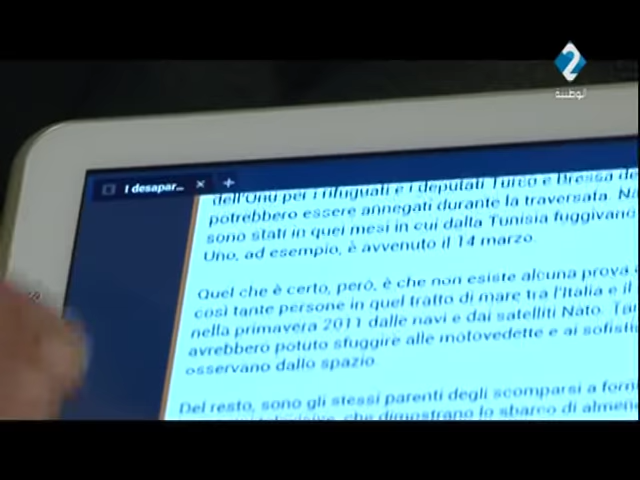 2
الوطنية
I desapar...
dell'Onu per i rifugiati e i deputati Turco e Bressa de
potrebbero essere annegati durante la traversata.
sono stati in quei mesi in cui dalla Tunisia fuggivano
Uno, ad esempio, è avvenuto il 14 marzo.
Quel che è certo, però, è che non esiste alcuna prova
così tante persone in quel tratto di mare tra l'Italia e il
nella primavera 2011 dalle navi e dai satelliti Nato.
avrebbero potuto sfuggire alle motovedette e ai sofisti
osservano dallo spazio.
Del resto, sono gli stessi parenti degli scomparsi a forn
che dimostrano lo sbarco di almeno